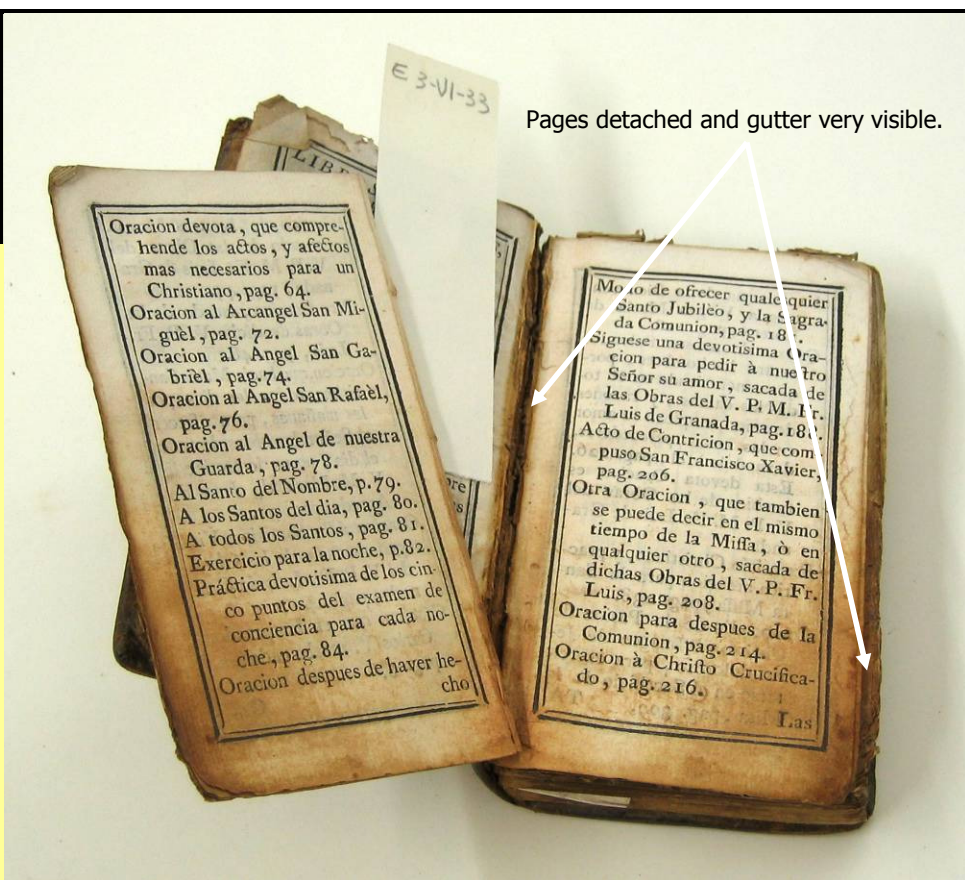 E 3-VI-33
Pages detached and gutter very visible.
Oracion devota, que compre-
hende los actos, y afectos
mas necesarios para un
Christiano, pag. 64.
Oracion al Arcangel San Mi-
guèl, pag. 72.
Oracion al Angel San Ga-
brièl, pag. 74.
Oracion al Angel San Rafaèl,
pag. 76.
Oracion al Angel de nuestra
Guarda, pag. 78.
Al Santo del Nombre, p. 79.
A los Santos del dia, pag. 80.
A todos los Santos, pag. 81.
Exercicio para la noche, p. 82.
Práctica devotisima de los cin-
co puntos del examen de
conciencia para cada no-
che, pag. 84.
Oracion despues de haver he-
cho
Modo de ofrecer
Santo Jubilèo, y la Sagra-
da Comunion, pag.
Siguese una devotisima Ora-
cion para pedir à nueſtro
Señor su amor, sacada de
las Obras del V. P. M. Fr.
Luis de Granada, pag.
Acto de Contricion, que com-
puso San Francisco Xavier,
pag. 206.
Otra Oracion, que tambien
se puede decir en el mismo
tiempo de la Miſſa, ò en
qualquier otro, sacada de
dichas Obras del V. P. Fr.
Luis, pag. 208.
Oracion para despues de la
Comunion, pag. 214.
Oracion à Chriſto Crucifica-
do, pag. 216.
Las